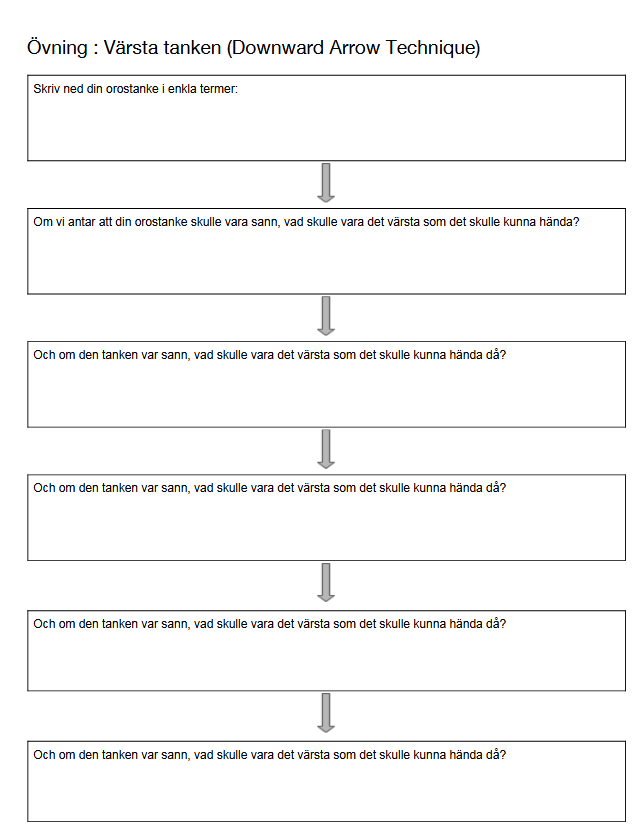 Övning : Värsta tanken (Downward Arrow Technique)
Skriv ned din orostanke i enkla termer:
Om vi antar att din orostanke skulle vara sann, vad skulle vara det värsta som det skulle kunna hända?
Och om den tanken var sann, vad skulle vara det värsta som det skulle kunna hända då?
Och om den tanken var sann, vad skulle vara det värsta som det skulle kunna hända då?
Och om den tanken var sann, vad skulle vara det värsta som det skulle kunna hända då?
Och om den tanken var sann, vad skulle vara det värsta som det skulle kunna hända då?